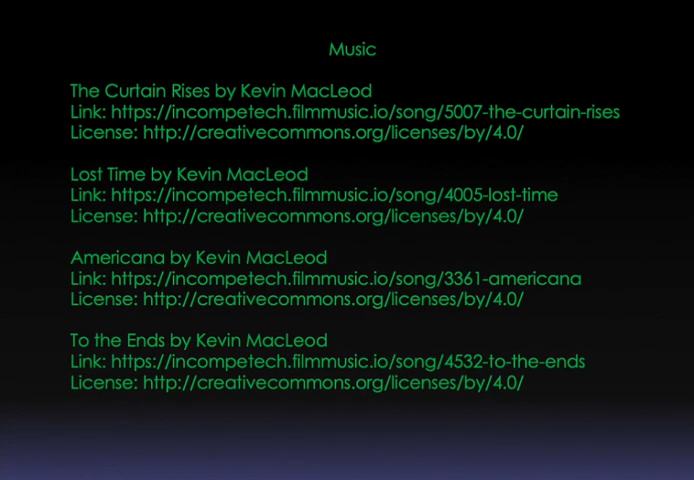 Music
The Curtain Rises by Kevin MacLeod
Link: https://incompetech.filmmusic.io/song/5007-the-curtain-rises
License: http://creativecommons.org/licenses/by/4.0/
Lost Time by Kevin MacLeod
Link: https://incompetech.filmmusic.io/song/4005-lost-time
License: http://creativecommons.org/licenses/by/4.0/
Americana by Kevin MacLeod
Link: https://incompetech.filmmusic.io/song/3361-americana
License: http://creativecommons.org/licenses/by/4.0/
To the Ends by Kevin MacLeod
Link: https://incompetech.filmmusic.io/song/4532-to-the-ends
License: http://creativecommons.org/licenses/by/4.0/